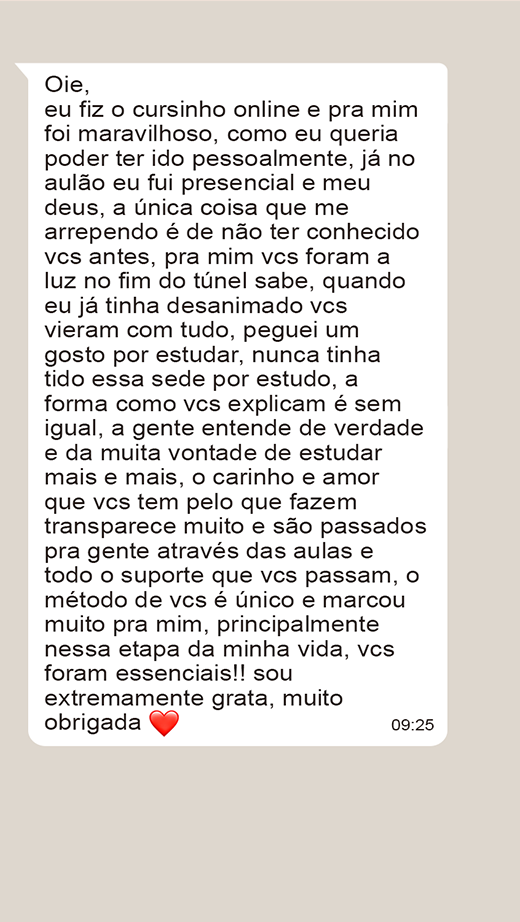 Oie,
eu fiz o cursinho online e pra mim
foi maravilhoso, como eu queria
poder ter ido pessoalmente, já no
aulão eu fui presencial e meu
deus, a única coisa que me
arrependo é de não ter conhecido
vcs antes, pra mim vcs foram a
luz no fim do túnel sabe, quando
eu já tinha desanimado vcs
vieram com tudo, peguei um
gosto por estudar, nunca tinha
tido essa sede por estudo, a
forma como vcs explicam é sem
igual, a gente entende de verdade
e da muita vontade de estudar
mais e mais, o carinho e amor
que vcs tem pelo que fazem
transparece muito e são passados
pra gente através das aulas e
todo o suporte que vcs passam, o
método de vcs é único e marcou
muito pra mim, principalmente
nessa etapa da minha vida, vcs
foram essenciais!! sou
extremamente grata, muito
obrigada ❤️ 09:25